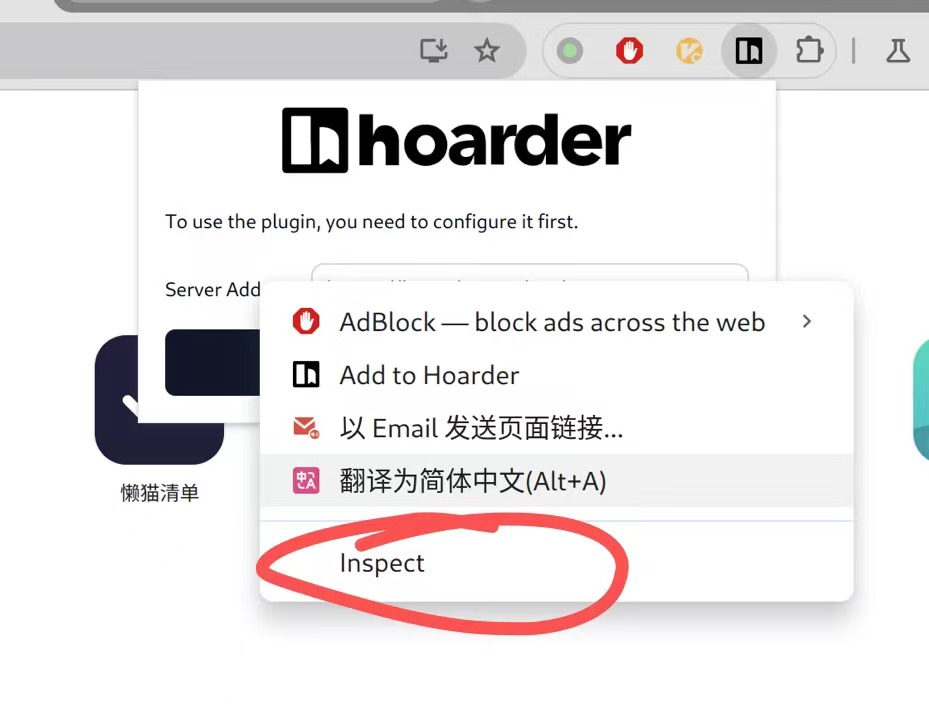 hoarder
To use the plugin, you need to configure it first.
Server Add
AdBlock — block ads across the web
Add to Hoarder
以 Email 发送页面链接...
翻译为简体中文(Alt+A)
懒猫清单
Inspect